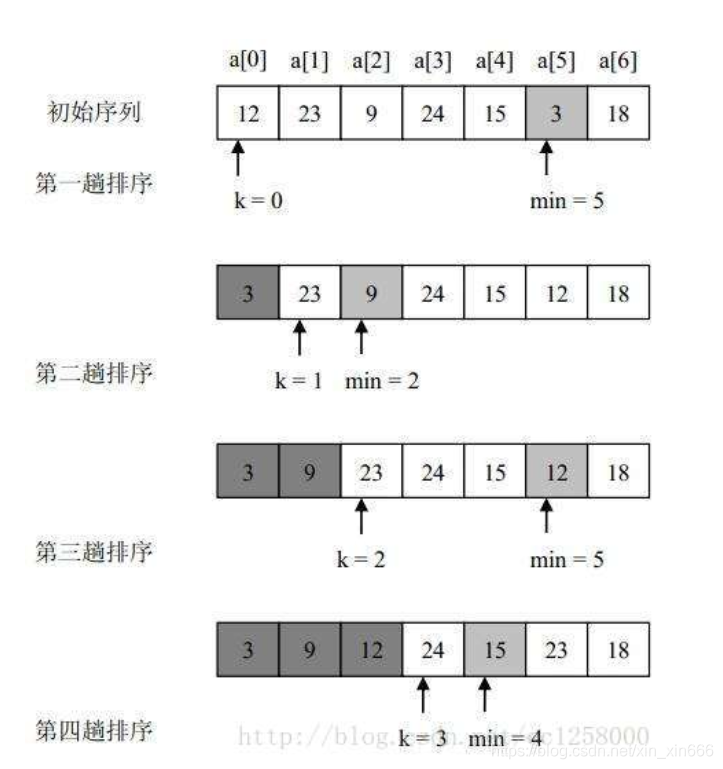 a[0] a[1] a[2] a[3] a[4] a[5] a[6]
初始序列 12 23 9 24 15 3 18
第一趟排序
k = 0 min = 5
3 23 9 24 15 12 18
第二趟排序
k = 1 min = 2
3 9 23 24 15 12 18
第三趟排序
k = 2 min = 5
3 9 12 24 15 23 18
第四趟排序
k = 3 min = 4
https://blog.csdn.net/xin_xin666